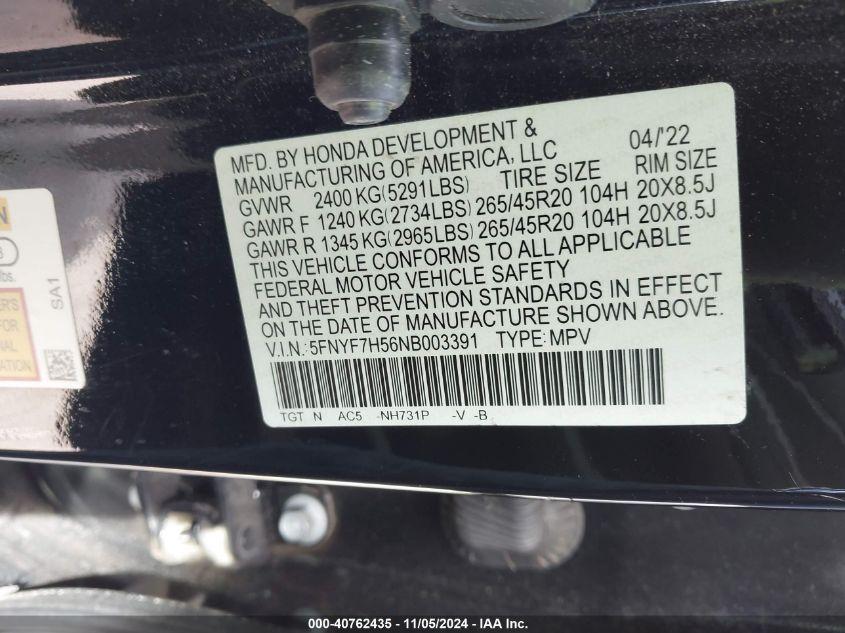 MFD. BY HONDA DEVELOPMENT & 04/'22
MANUFACTURING OF AMERICA, LLC
GVWR 2400 KG(5291LBS) TIRE SIZE RIM SIZE
GAWR F 1240 KG(2734LBS) 265/45R20 104H 20X8.5J
GAWR R 1345 KG(2965LBS) 265/45R20 104H 20X8.5J
THIS VEHICLE CONFORMS TO ALL APPLICABLE
FEDERAL MOTOR VEHICLE SAFETY
AND THEFT PREVENTION STANDARDS IN EFFECT
ON THE DATE OF MANUFACTURE SHOWN ABOVE.
V.I.N.: 5FNYF7H56NB003391 TYPE: MPV
TGT N AC5 -NH731P -V -B
lbs.
SA1
FOR
000-40762435 - 11/05/2024 - IAA Inc.